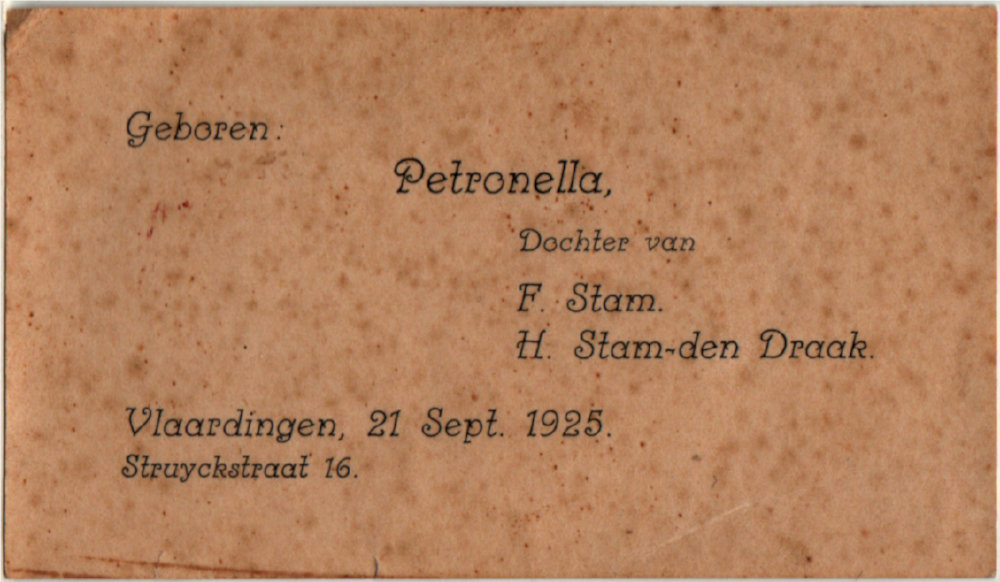 Geboren:
Petronella,
Dochter van
F. Stam.
H. Stam-den Draak.
Vlaardingen, 21 Sept. 1925.
Struyckstraat 16.